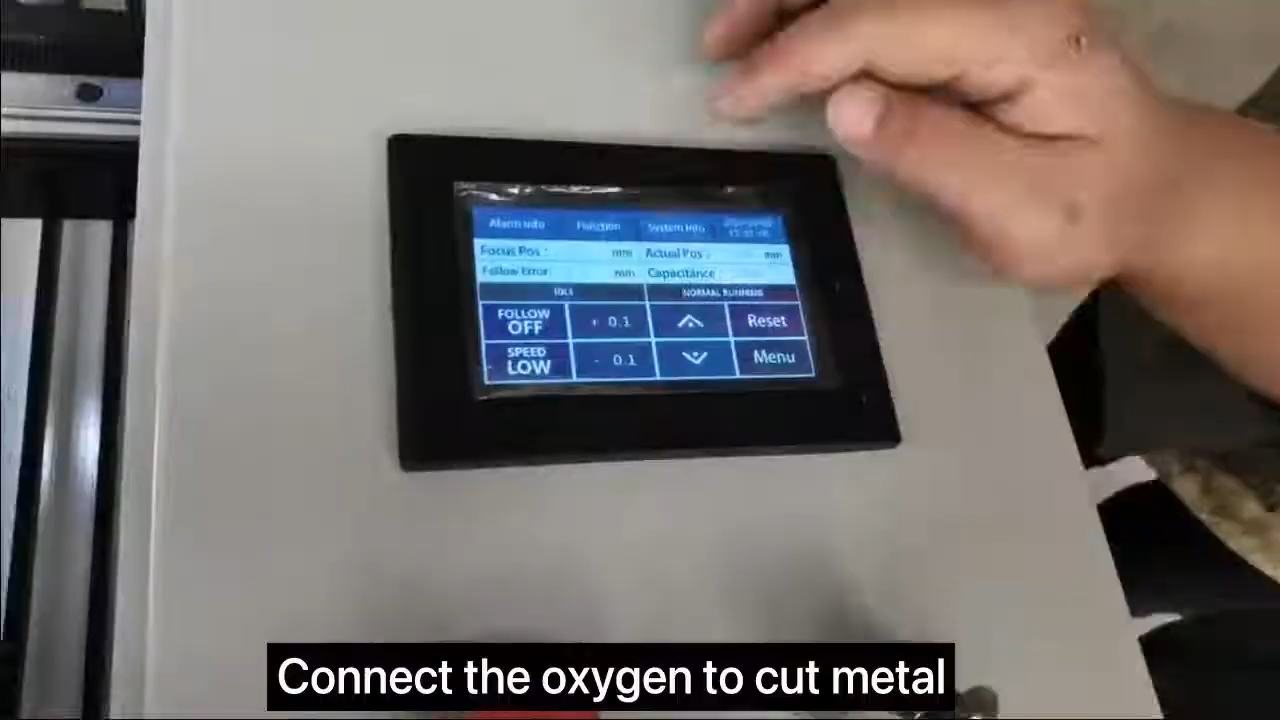 Alarm Info Function System Info
Focus Pos : mm Actual Pos : mm
Follow Error: mm Capacitance :
IDLE NORMAL RUNNING
FOLLOW OFF + 0.1 Reset
SPEED LOW - 0.1 Menu
Connect the oxygen to cut metal